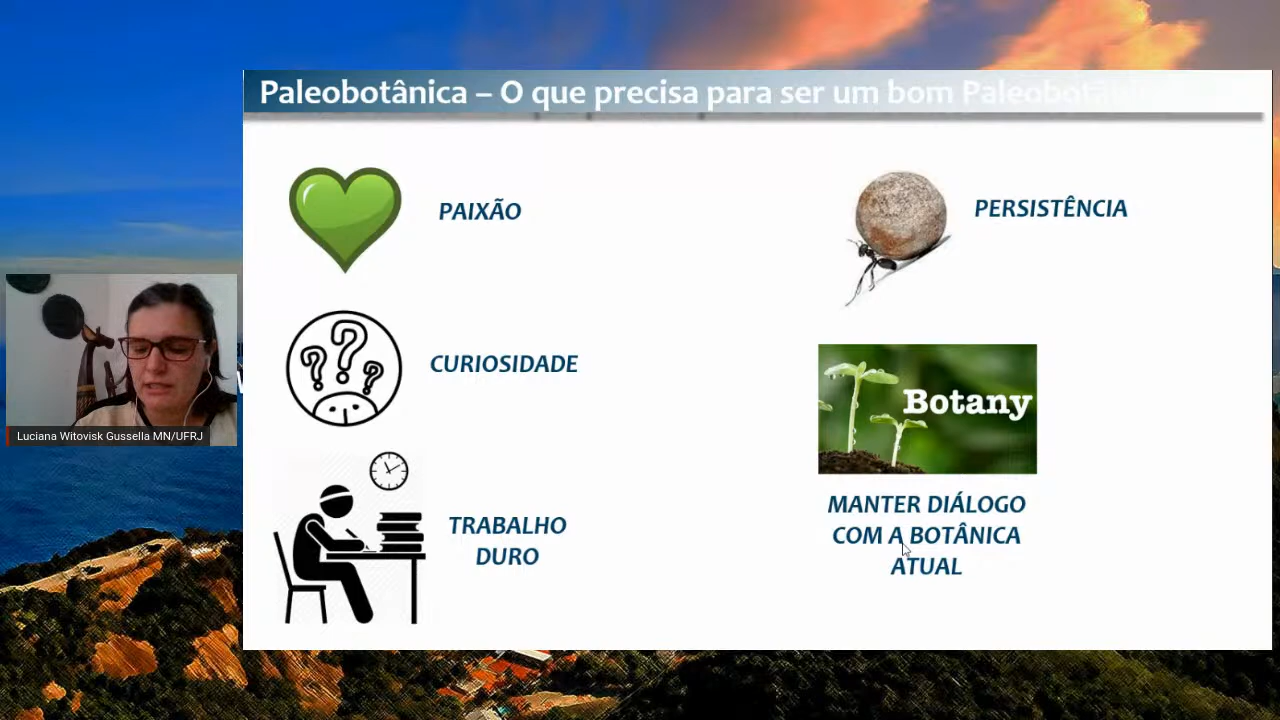 Paleobotânica – O que precisa para ser um bom
PAIXÃO
PERSISTÊNCIA
CURIOSIDADE
Botany
TRABALHO
DURO
MANTER DIÁLOGO
COM A BOTÂNICA
ATUAL
Luciana Witovisk Gussella MN/UFRJ